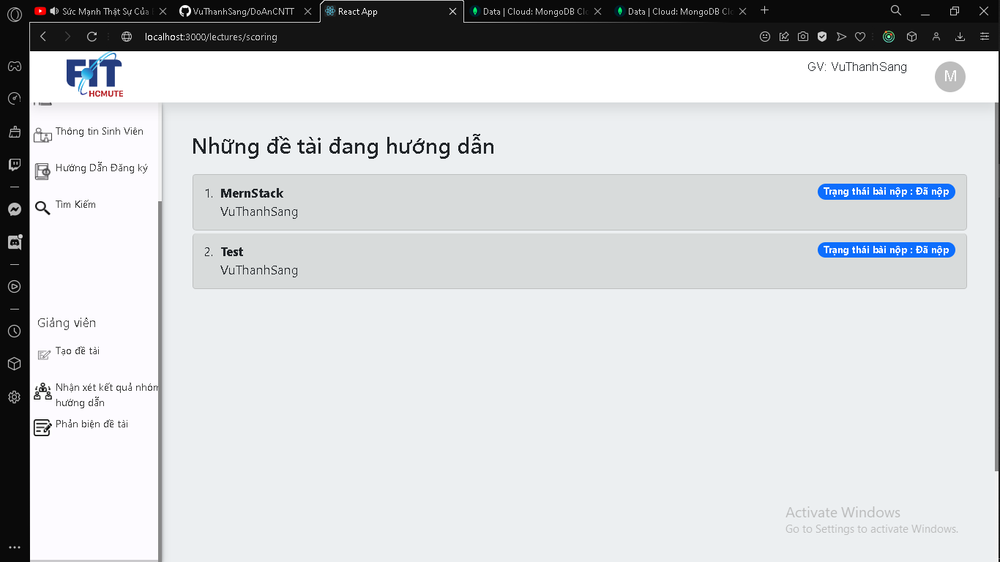 Sức Mạnh Thật Sự Của
VuThanhSang/DoAnCNTT
React App
Data | Cloud: MongoDB Clo
Data | Cloud: MongoDB Clo
localhost:3000/lectures/scoring
FIT
HCMUTE
GV: VuThanhSang
M
Thông tin Sinh Viên
Hướng Dẫn Đăng ký
Tìm Kiếm
Giảng viên
Tạo đề tài
Nhận xét kết quả nhóm
hướng dẫn
Phản biện đề tài
Những đề tài đang hướng dẫn
1. MernStack
Trạng thái bài nộp : Đã nộp
VuThanhSang
2. Test
Trạng thái bài nộp : Đã nộp
VuThanhSang
Activate Windows
Go to Settings to activate Windows.